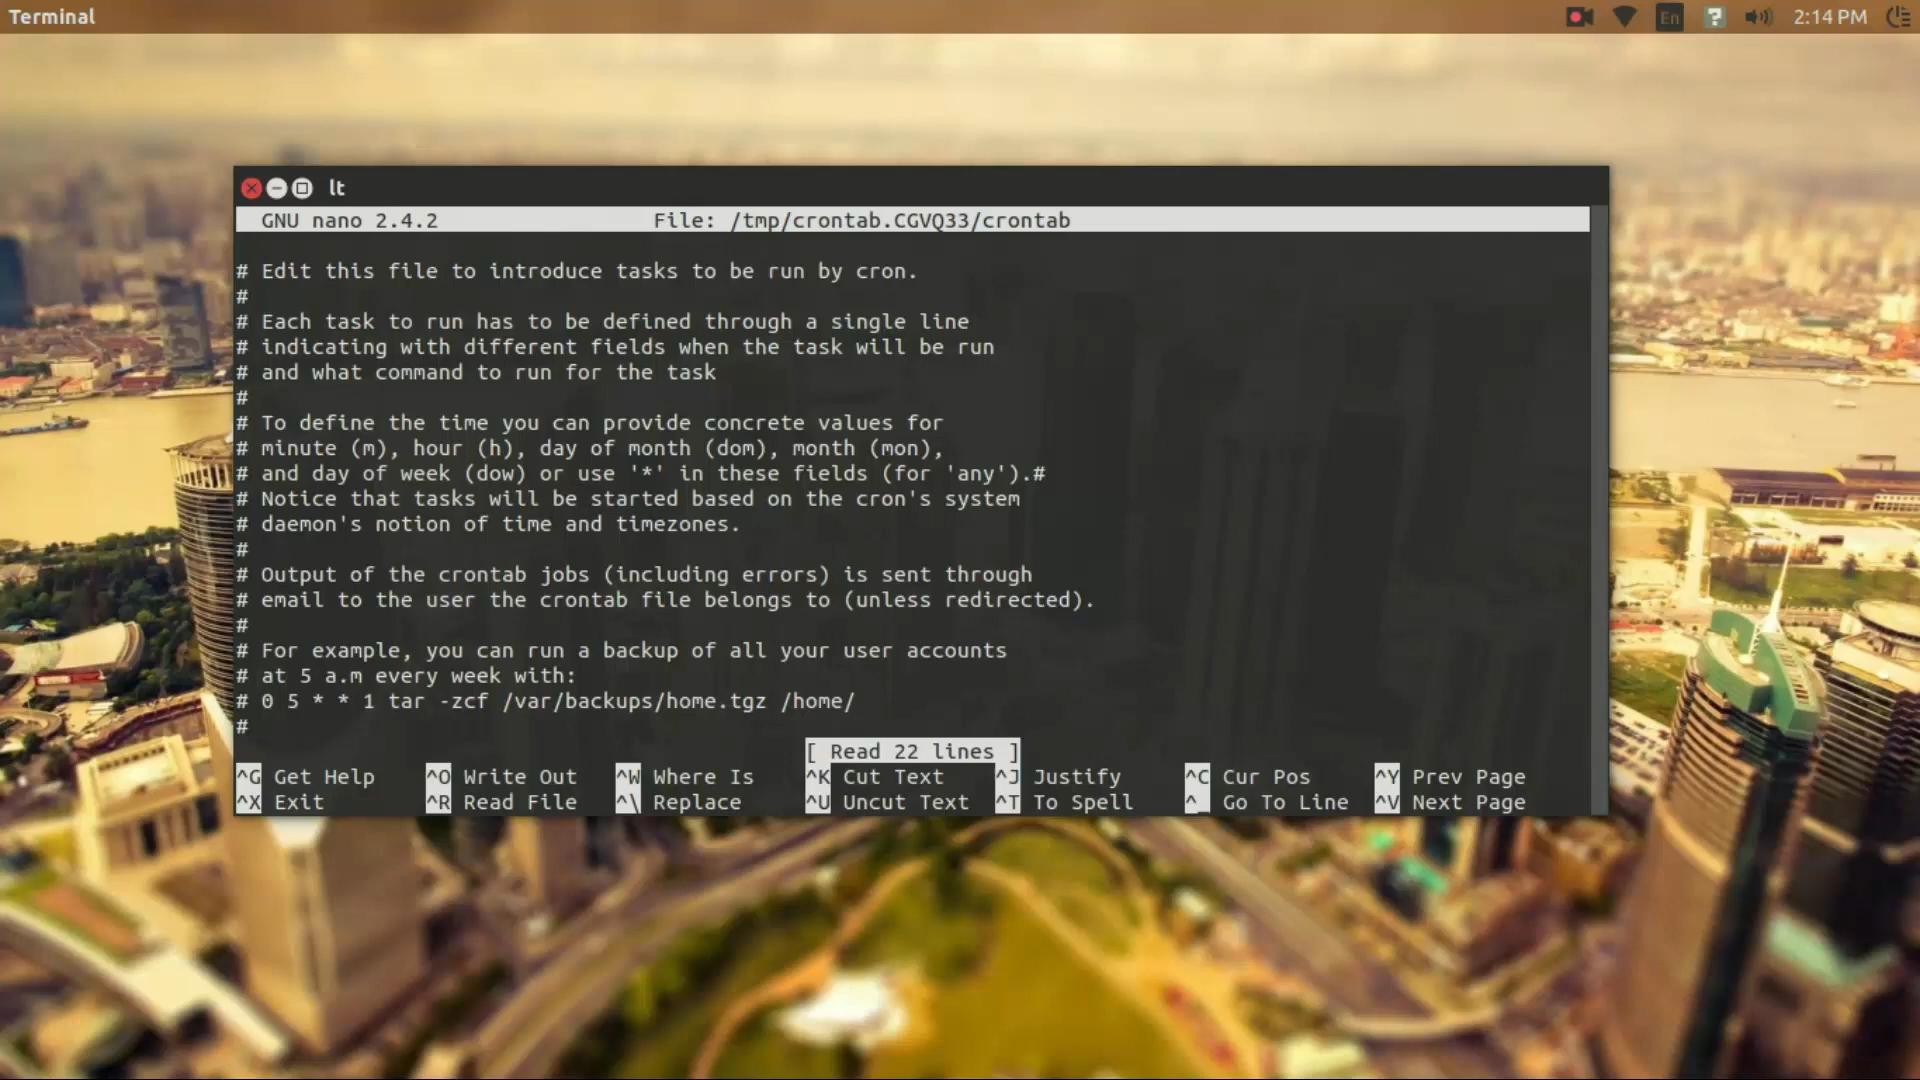 Terminal
En
?
2:14 PM
lt
GNU nano 2.4.2 File: /tmp/crontab.CGVQ33/crontab
# Edit this file to introduce tasks to be run by cron.
#
# Each task to run has to be defined through a single line
# indicating with different fields when the task will be run
# and what command to run for the task
#
# To define the time you can provide concrete values for
# minute (m), hour (h), day of month (dom), month (mon),
# and day of week (dow) or use '*' in these fields (for 'any').#
# Notice that tasks will be started based on the cron's system
# daemon's notion of time and timezones.
#
# Output of the crontab jobs (including errors) is sent through
# email to the user the crontab file belongs to (unless redirected).
#
# For example, you can run a backup of all your user accounts
# at 5 a.m every week with:
# 0 5 * * 1 tar -zcf /var/backups/home.tgz /home/
#
[ Read 22 lines ]
^G Get Help ^O Write Out ^W Where Is ^K Cut Text ^J Justify ^C Cur Pos ^Y Prev Page
^X Exit ^R Read File ^\ Replace ^U Uncut Text ^T To Spell ^_ Go To Line ^V Next Page